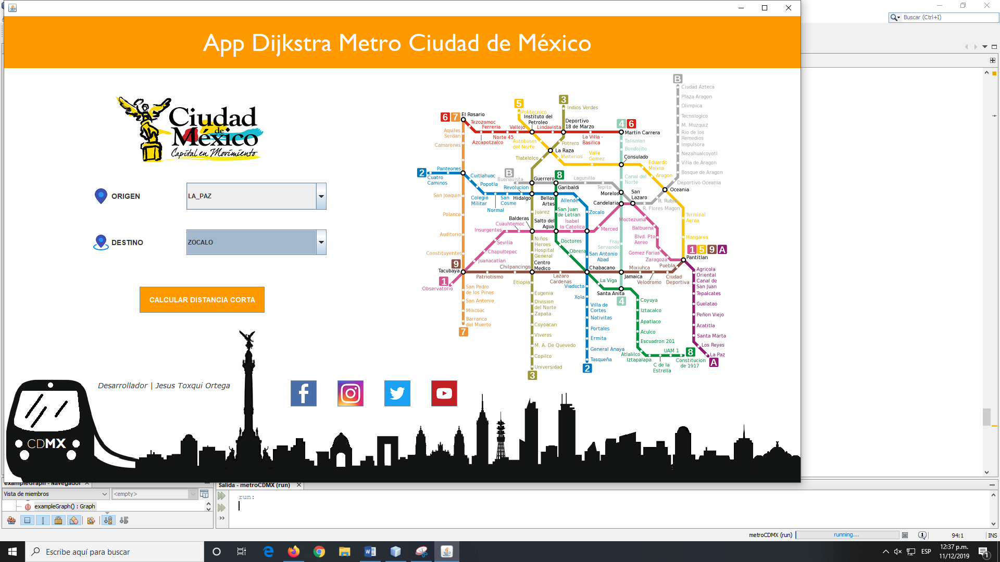 Buscar (Ctrl+I)
App Dijkstra Metro Ciudad de México
Ciudad
de
México
Capital en Movimiento
ORIGEN
LA_PAZ
DESTINO
ZOCALO
CALCULAR DISTANCIA CORTA
Desarrollador | Jesus Toxqui Ortega
CDMX
B
Ciudad Azteca
Plaza Aragon
Olimpica
Tecnologico
M. Muzquiz
Rio de los
Remedios
Impulsora
Nezahualcoyotl
Villa de Aragon
Bosque de Aragon
Deportivo Oceania
Oceania
R. Rubio
R. Flores Magon
5
Politecnico
Instituto del
Petroleo
3
Indios Verdes
Deportivo
18 de Marzo
6 7
El Rosario
Tezozomoc
Ferreria
Vallejo
Lindavista
Azcapotzalco
Norte 45
La Villa -
Basilica
4 6
Martin Carrera
Talisman
Bondojito
Consulado
Aquiles
Serdan
Camarones
Autobuses
del Norte
Potrero
La Raza
Misterios
Valle
Gomez
Eduardo
Molina
Aragon
Tlatelolco
2
Panteones
Cuatro
Caminos
Cuitlahuac
Popotla
Colegio
Militar
Normal
San
Cosme
Revolucion
Hidalgo
B
Buenavista
Guerrero
8
Garibaldi
Lagunilla
Tepito
Canal del
Norte
Morelos
San
Lazaro
Candelaria
Bellas
Artes
Allende
Zocalo
San Joaquin
Polanco
Auditorio
Constituyentes
Juarez
Balderas
San Juan
de Letran
Salto del
Agua
Isabel
la Catolica
Merced
Moctezuma
Balbuena
Blvd. Pto
Aereo
Gomez Farias
Zaragoza
Terminal
Aerea
Hangares
1 5 9 A
Pantitlan
Cuauhtemoc
Insurgentes
Sevilla
Chapultepec
Juanacatlan
Niños
Heroes
Hospital
General
Centro
Medico
Doctores
Obrera
San Antonio
Abad
Fray
Servando
9
Tacubaya
1
Observatorio
Patriotismo
Chilpancingo
Lazaro
Cardenas
Chabacano
Jamaica
Mixiuhca
Velodromo
Puebla
Ciudad
Deportiva
Etiopia
Eugenia
Division
del Norte
Zapata
Coyoacan
Viveros
M. A. De Quevedo
Copilco
Universidad
3
San Pedro
de los Pinos
San Antonio
Mixcoac
Barranca
del Muerto
7
Viaducta
Xola
Villa de
Cortes
Nativitas
Portales
Ermita
General Anaya
Tasqueña
2
La Viga
Santa Anita
4
Coyuya
Iztacalco
Apatlaco
Aculco
Escuadron 201
Atlalilco
Iztapalapa
C de la
Estrella
UAM 1
8
Constitucion
de 1917
Agricola
Oriental
Canal de
San Juan
Tepalcates
Guelatao
Peñon Viejo
Acatitla
Santa Marta
Los Reyes
La Paz
A
exampleGraph - Navegador
Vista de miembros
<empty>
exampleGraph() : Graph
Salida - metroCDMX (run)
run:
metroCDMX (run)
running...
1
94:1
INS
Escribe aquí para buscar
ESP
12:37 p.m.
11/12/2019
1